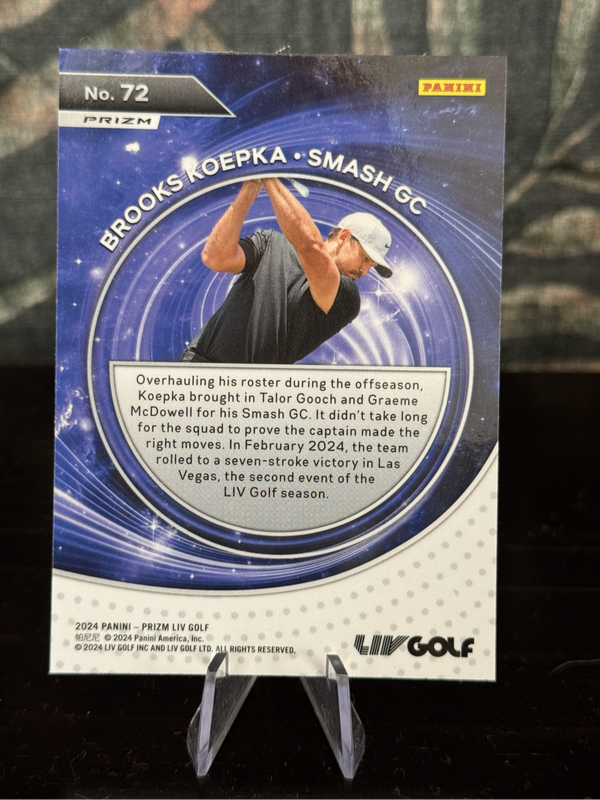 No. 72
PANINI
PRIZM
BROOKS KOEPKA • SMASH GC
Overhauling his roster during the offseason,
Koepka brought in Talor Gooch and Graeme
McDowell for his Smash GC. It didn't take long
for the squad to prove the captain made the
right moves. In February 2024, the team
rolled to a seven-stroke victory in Las
Vegas, the second event of the
LIV Golf season.
2024 PANINI – PRIZM LIV GOLF
帕尼尼 © 2024 Panini America, Inc.
© 2024 LIV GOLF INC AND LIV GOLF LTD. ALL RIGHTS RESERVED.
LIV GOLF